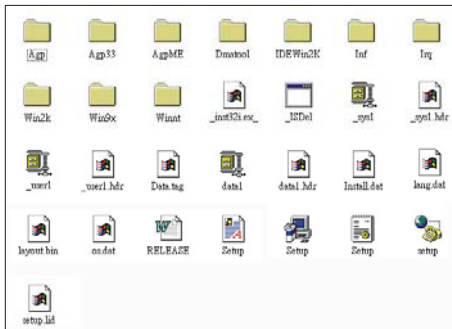 Agp Agp33 AgpME Dmatool IDEWin2K Inf Irq
Win2k Win9x Winnt _inst32i.ex_ _ISDel _sys1 _sys1.hdr
_user1 _user1.hdr Data.tag data1 data1.hdr Install.dat lang.dat
layout.bin os.dat RELEASE Setup Setup Setup setup
setup.lid